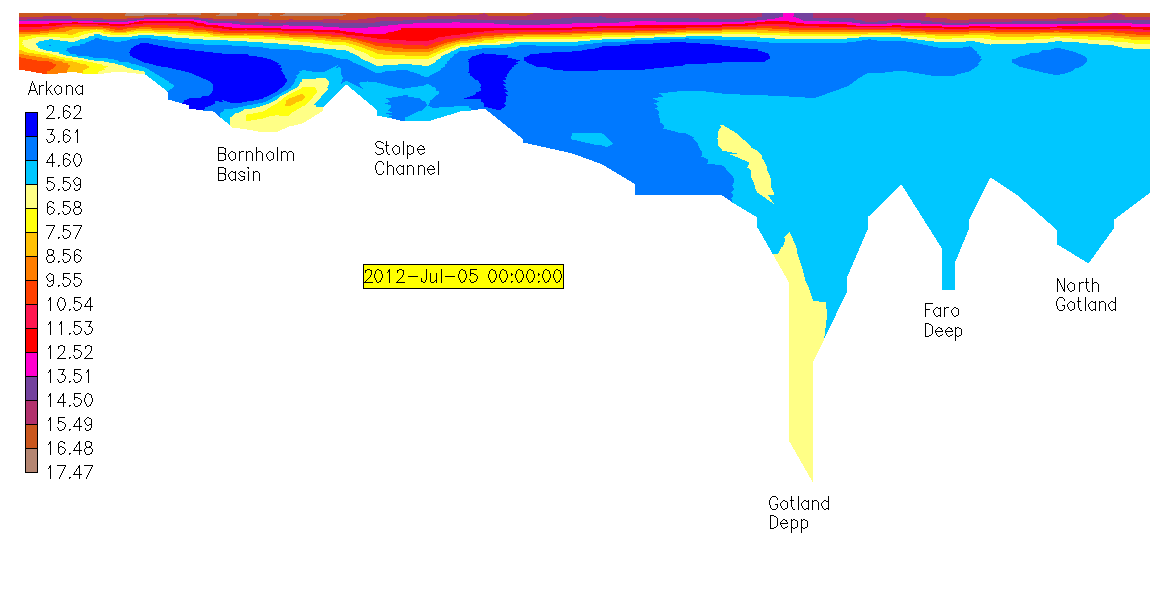 Arkona
2.62
3.61
4.60
5.59
6.58
7.57
8.56
9.55
10.54
11.53
12.52
13.51
14.50
15.49
16.48
17.47
Bornholm
Basin
Stolpe
Channel
2012-Jul-05 00:00:00
Gotland
Depp
Faro
Deep
North
Gotland